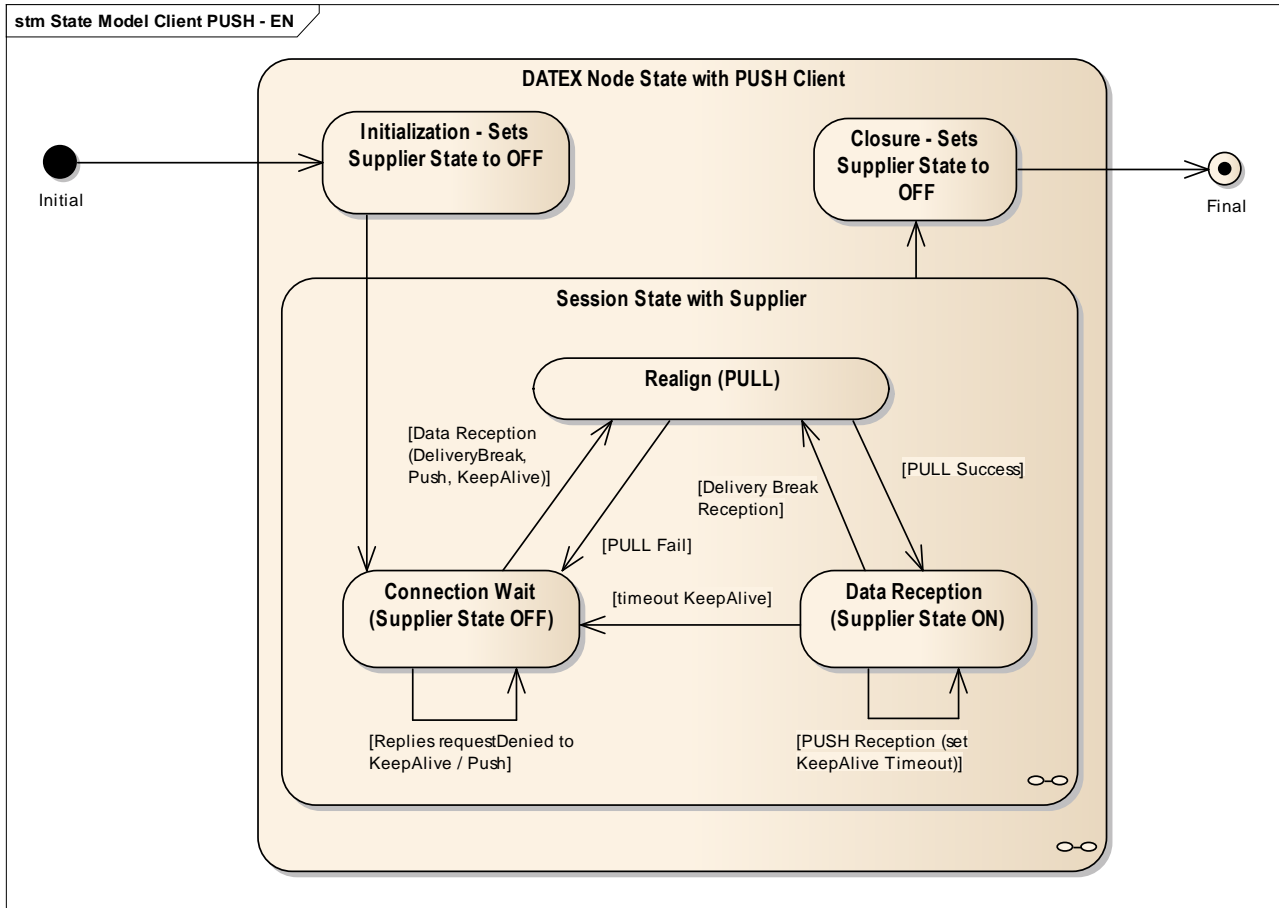 stm State Model Client PUSH - EN
DATEX Node State with PUSH Client
Initialization - Sets
Supplier State to OFF
Closure - Sets
Supplier State to
OFF
Initial
Final
Session State with Supplier
Realign (PULL)
[Data Reception
(DeliveryBreak,
Push, KeepAlive)]
[PULL Success]
[Delivery Break
Reception]
[PULL Fail]
Connection Wait
(Supplier State OFF)
[timeout KeepAlive]
Data Reception
(Supplier State ON)
[Replies requestDenied to
KeepAlive / Push]
[PUSH Reception (set
KeepAlive Timeout)]